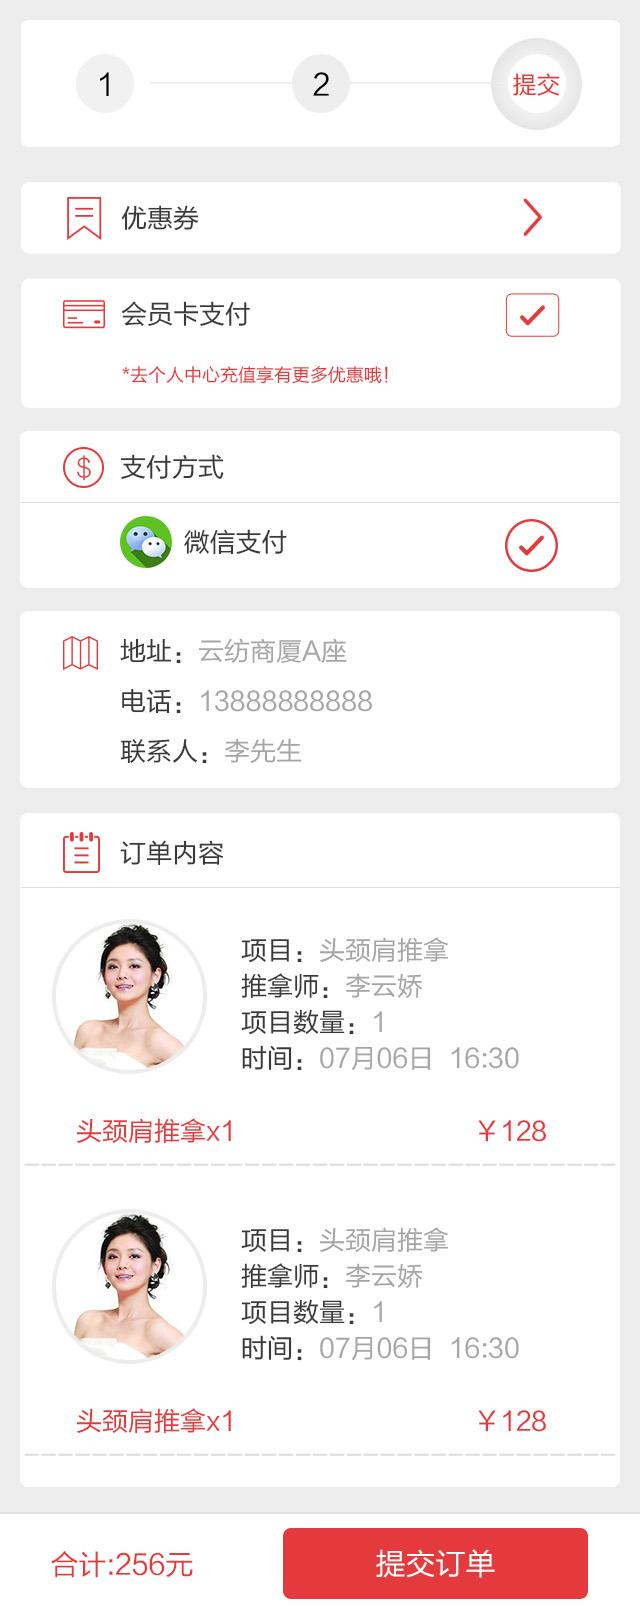 1
2
提交
优惠券
会员卡支付
*去个人中心充值享有更多优惠哦!
支付方式
微信支付
地址：云纺商厦A座
电话：13888888888
联系人：李先生
订单内容
项目：头颈肩推拿
推拿师：李云娇
项目数量：1
时间：07月06日 16:30
头颈肩推拿x1 ￥128
项目：头颈肩推拿
推拿师：李云娇
项目数量：1
时间：07月06日 16:30
头颈肩推拿x1 ￥128
合计:256元
提交订单